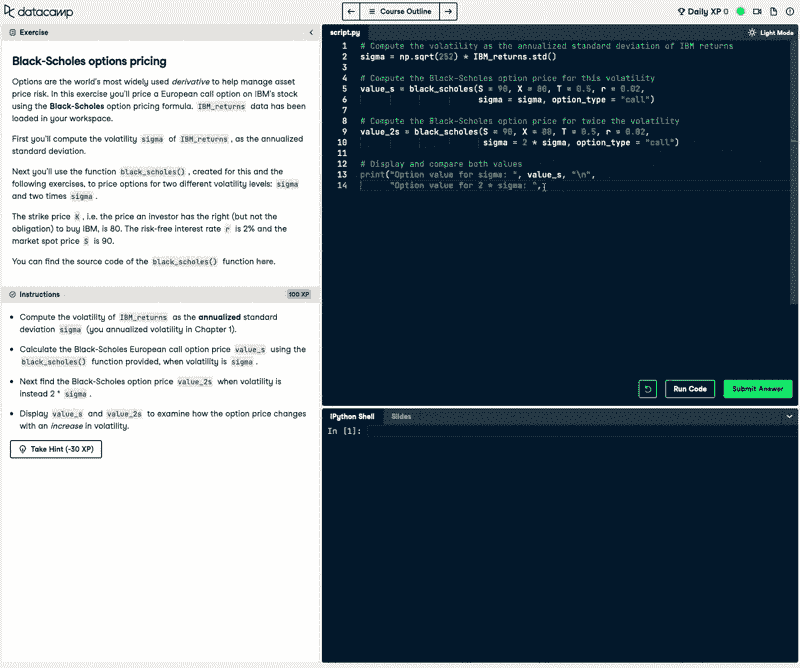 datacamp
Course Outline
Daily XP 0
Exercise
Black-Scholes options pricing
Options are the world's most widely used derivative to help manage asset
price risk. In this exercise you'll price a European call option on IBM's stock
using the Black-Scholes option pricing formula. IBM_returns data has been
loaded in your workspace.
First you'll compute the volatility sigma of IBM_returns, as the annualized
standard deviation.
Next you'll use the function black_scholes(), created for this and the
following exercises, to price options for two different volatility levels: sigma
and two times sigma.
The strike price K, i.e. the price an investor has the right (but not the
obligation) to buy IBM, is 80. The risk-free interest rate r is 2% and the
market spot price S is 90.
You can find the source code of the black_scholes() function here.
Instructions
100 XP
Compute the volatility of IBM_returns as the annualized standard
deviation sigma (you annualized volatility in Chapter 1).
Calculate the Black-Scholes European call option price value_s using the
black_scholes() function provided, when volatility is sigma.
Next find the Black-Scholes option price value_2s when volatility is
instead 2 * sigma.
Display value_s and value_2s to examine how the option price changes
with an increase in volatility.
Take Hint (-30 XP)
script.py
Light Mode
1 # Compute the volatility as the annualized standard deviation of IBM returns
2 sigma = np.sqrt(252) * IBM_returns.std()
3
4 # Compute the Black-Scholes option price for this volatility
5 value_s = black_scholes(S = 90, X = 80, T = 0.5, r = 0.02,
6 sigma = sigma, option_type = "call")
7
8 # Compute the Black-Scholes option price for twice the volatility
9 value_2s = black_scholes(S = 90, X = 80, T = 0.5, r = 0.02,
10 sigma = 2 * sigma, option_type = "call")
11
12 # Display and compare both values
13 print("Option value for sigma: ", value_s, "\n",
14 "Option value for 2 * sigma: ",
Run Code
Submit Answer
IPython Shell
Slides
In [1]: